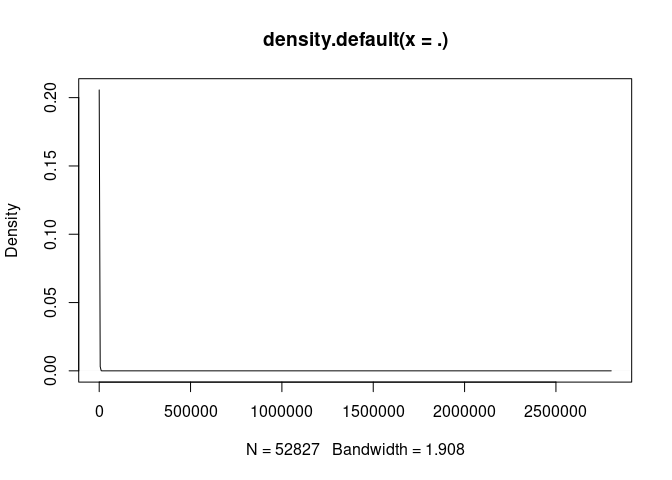 density.default(x = .)
Density
0.20
0.15
0.10
0.05
0.00
0 500000 1000000 1500000 2000000 2500000
N = 52827 Bandwidth = 1.908